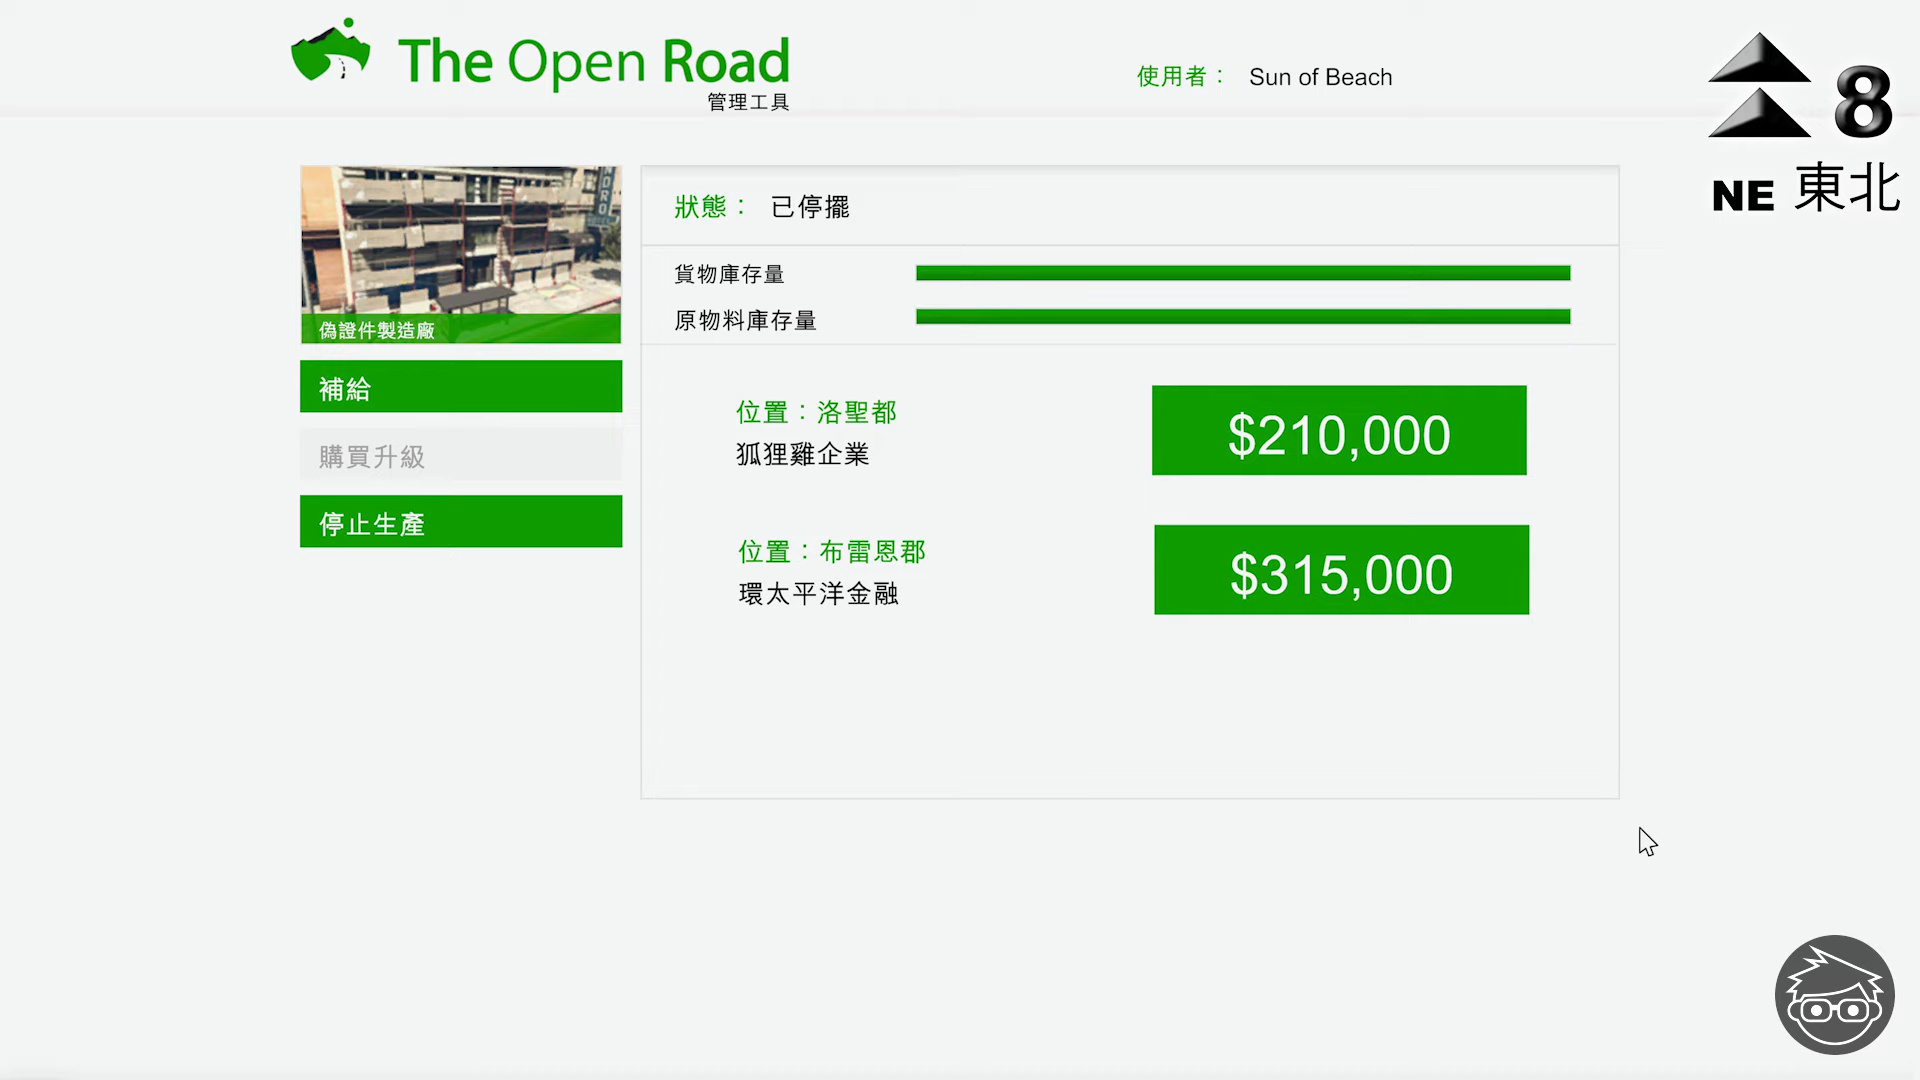 The Open Road
管理工具
使用者： Sun of Beach
8
NE 東北
偽證件製造廠
補給
購買升級
停止生產
狀態： 已停擺
貨物庫存量
原物料庫存量
位置：洛聖都
狐狸雞企業
$210,000
位置：布雷恩郡
環太平洋金融
$315,000